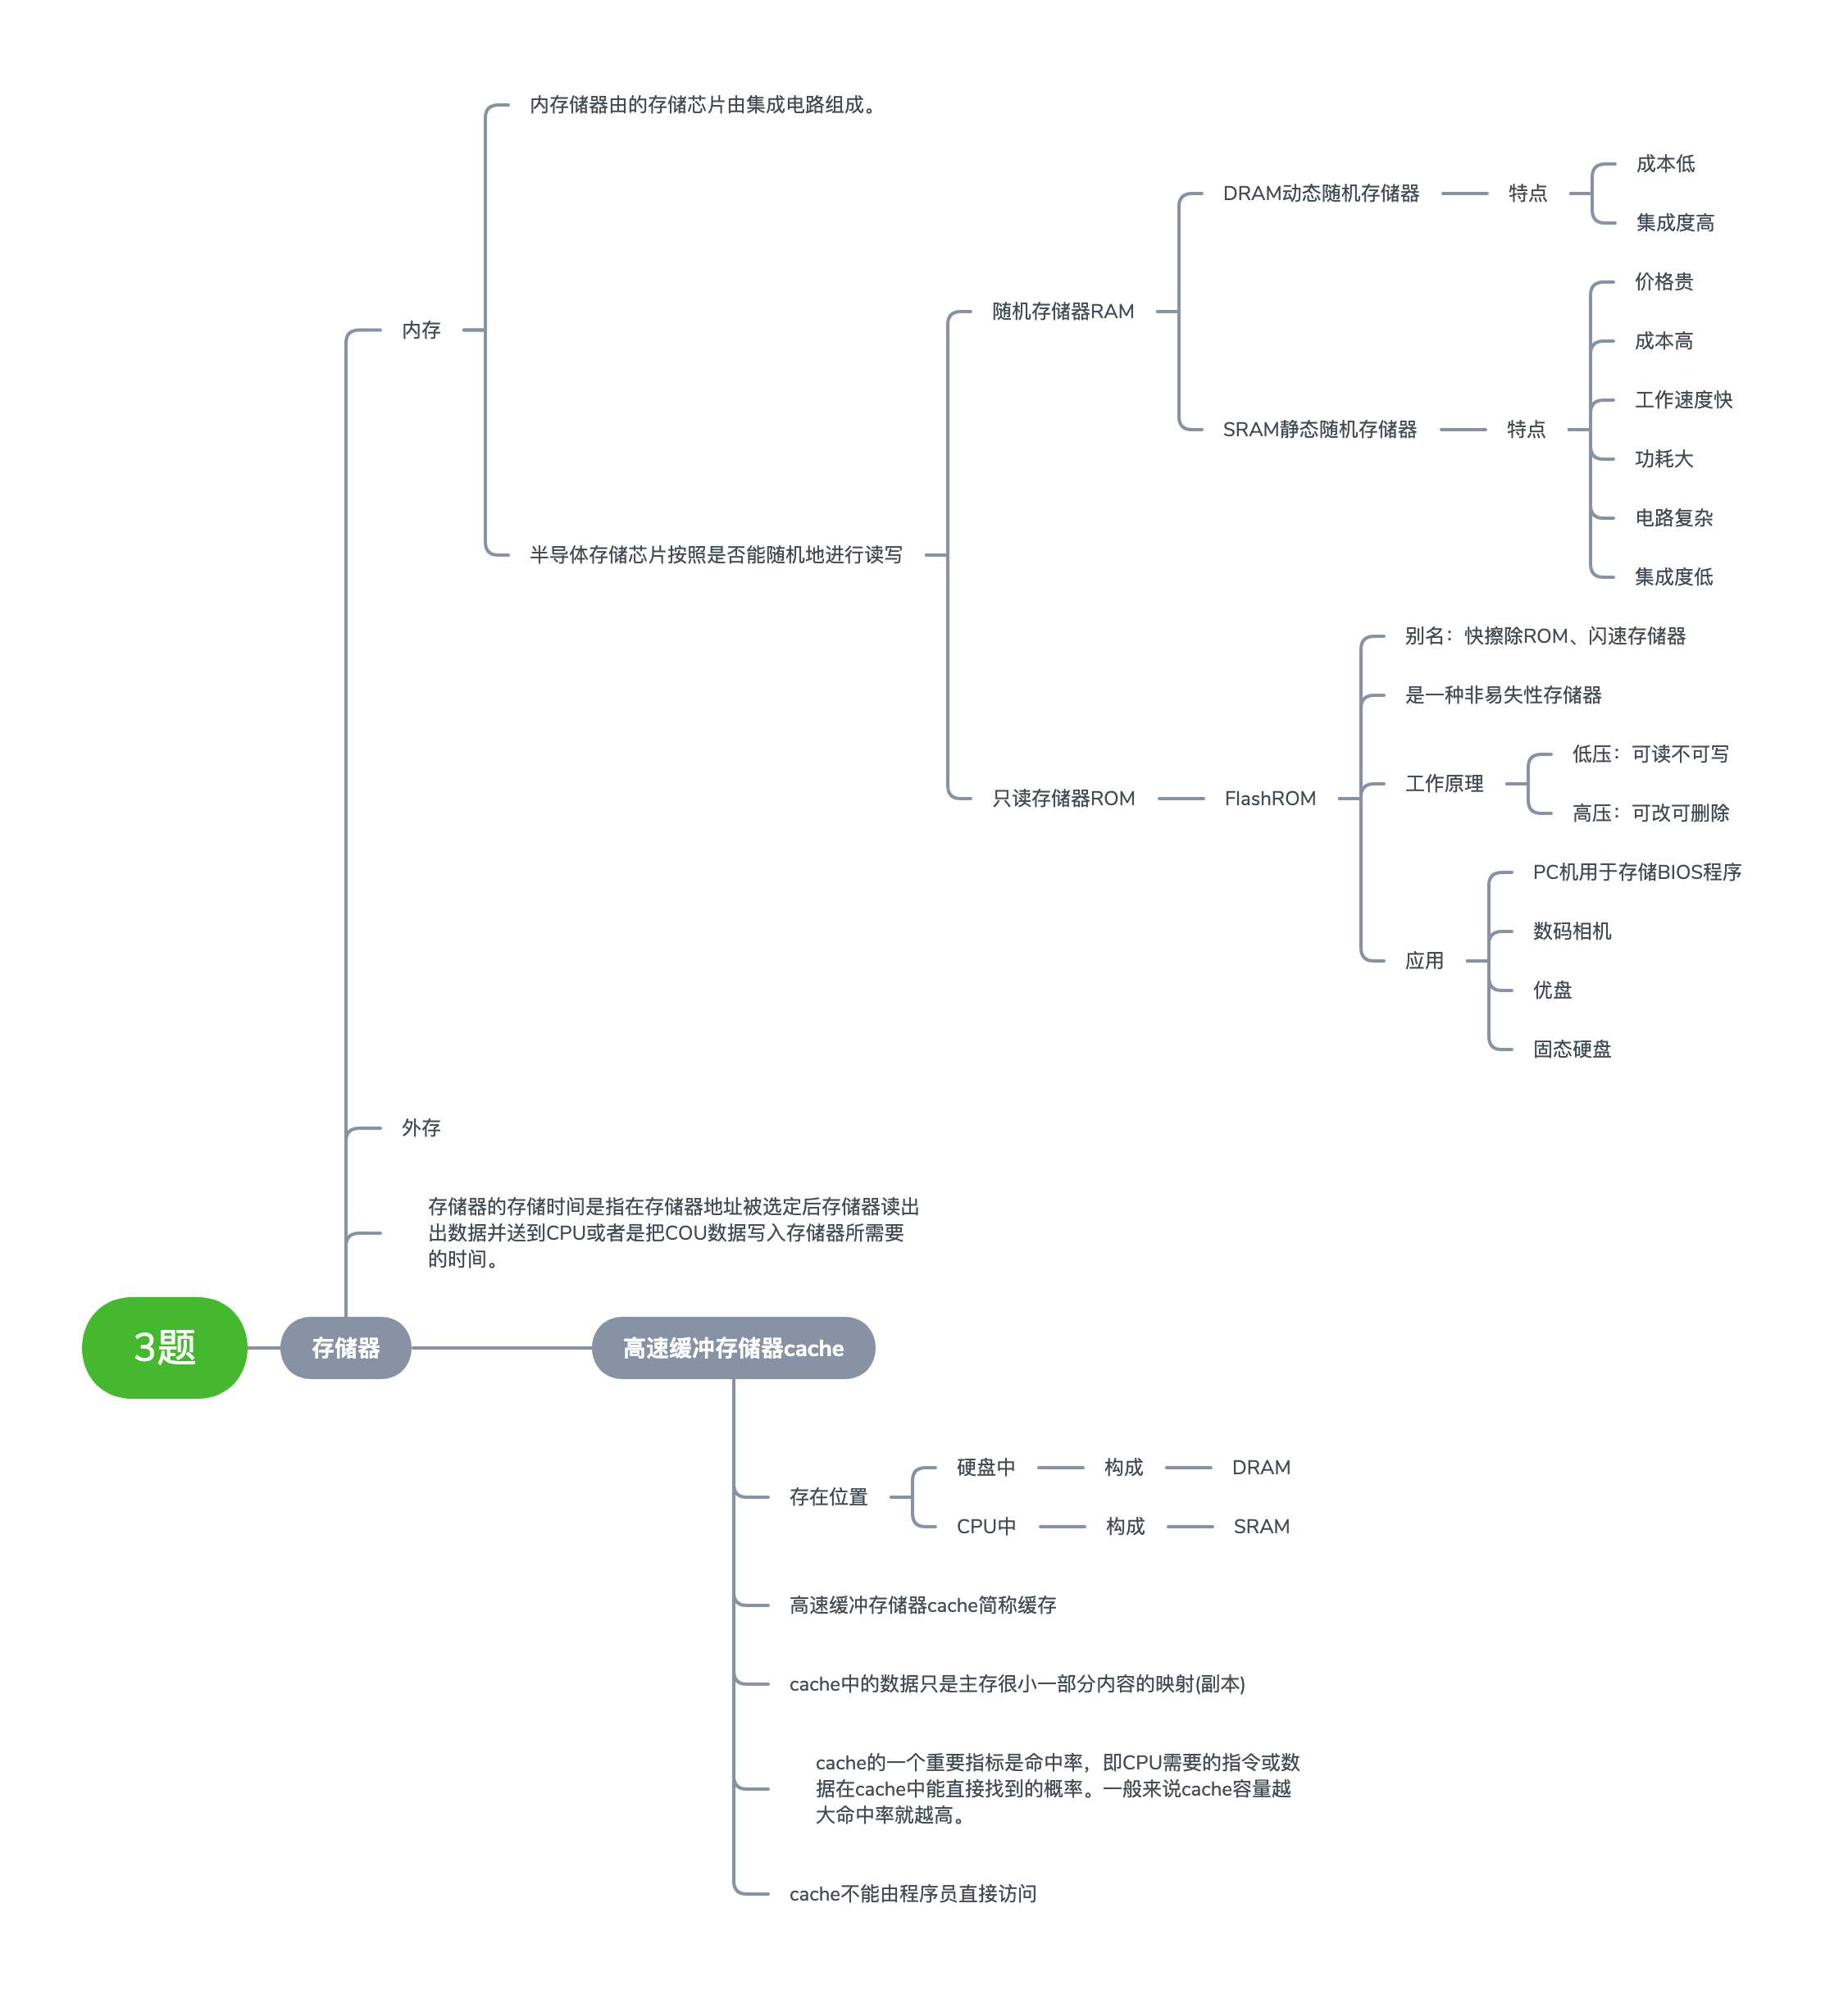 内存储器由的存储芯片由集成电路组成。
成本低
DRAM动态随机存储器
特点
集成度高
价格贵
随机存储器RAM
内存
成本高
工作速度快
SRAM静态随机存储器
特点
功耗大
电路复杂
半导体存储芯片按照是否能随机地进行读写
集成度低
别名：快擦除ROM、闪速存储器
是一种非易失性存储器
低压：可读不可写
工作原理
只读存储器ROM
FlashROM
高压：可改可删除
PC机用于存储BIOS程序
数码相机
应用
优盘
固态硬盘
外存
存储器的存储时间是指在存储器地址被选定后存储器读出
出数据并送到CPU或者是把COU数据写入存储器所需要
的时间。
3题
存储器
高速缓冲存储器cache
硬盘中
构成
DRAM
存在位置
CPU中
构成
SRAM
高速缓冲存储器cache简称缓存
cache中的数据只是主存很小一部分内容的映射(副本)
cache的一个重要指标是命中率，即CPU需要的指令或数
据在cache中能直接找到的概率。一般来说cache容量越
大命中率就越高。
cache不能由程序员直接访问